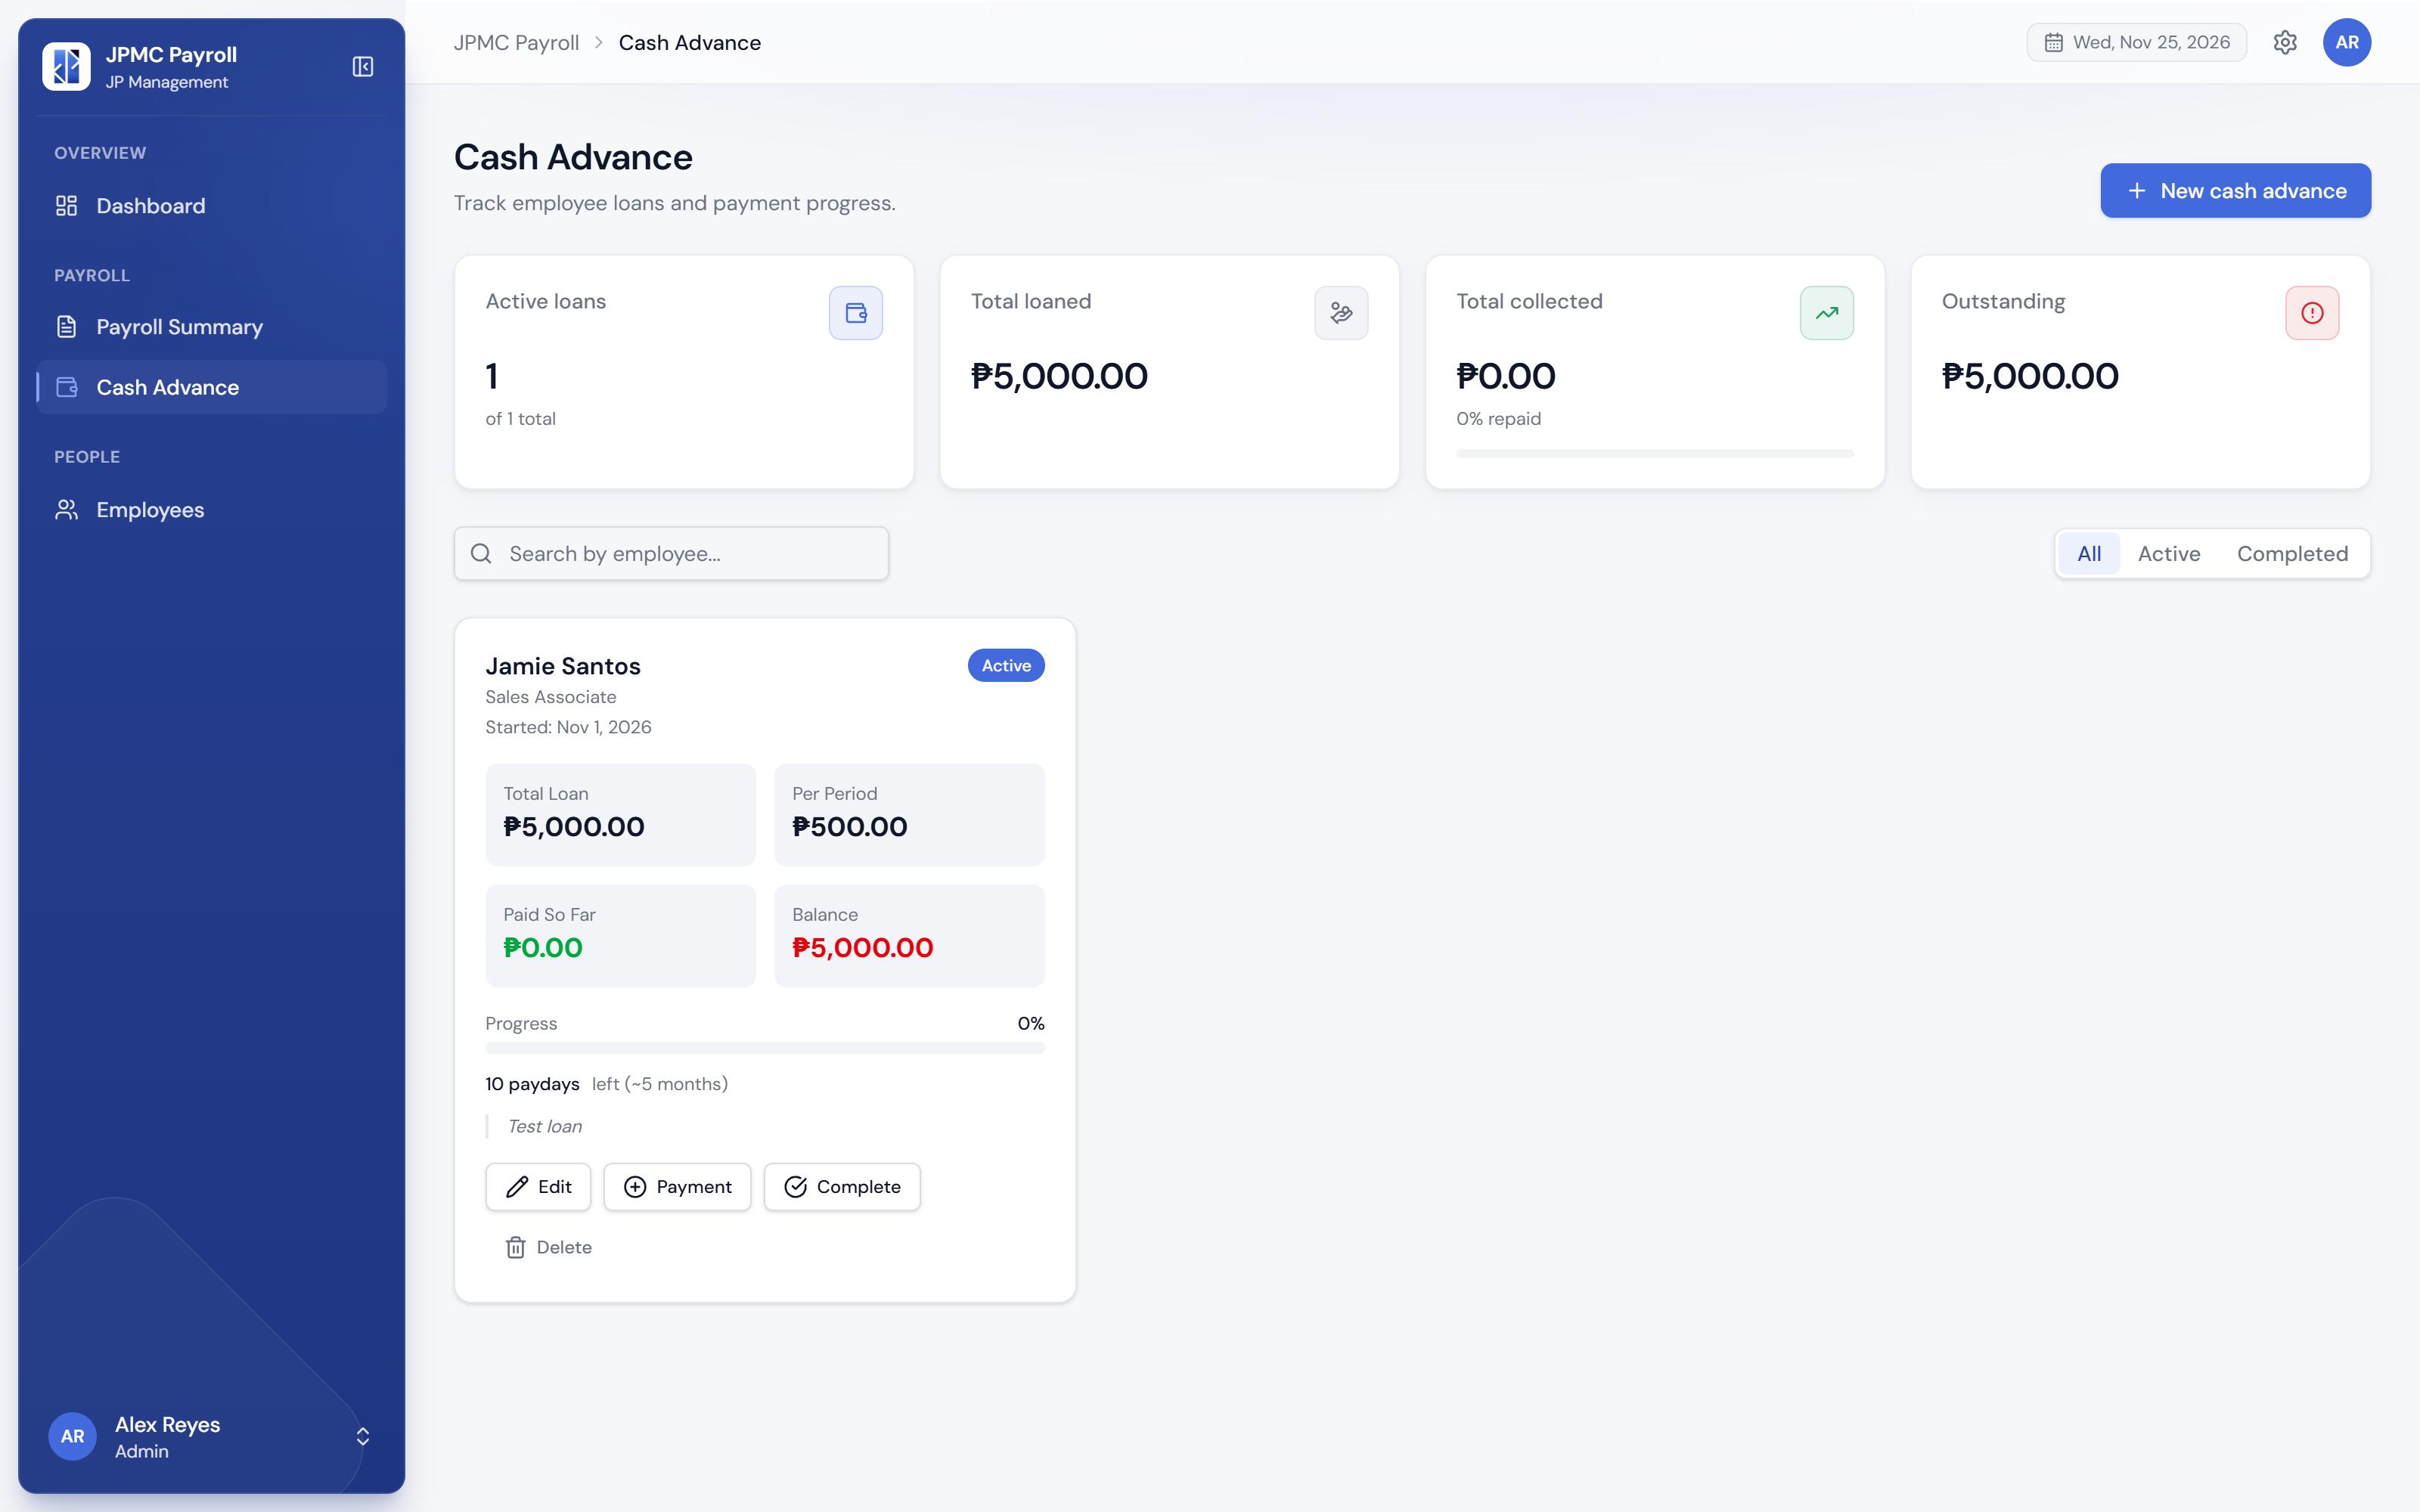 JPMC Payroll
JP Management
OVERVIEW
Dashboard
PAYROLL
Payroll Summary
Cash Advance
PEOPLE
Employees
AR
Alex Reyes
Admin
JPMC Payroll > Cash Advance
Wed, Nov 25, 2026
AR
Cash Advance
Track employee loans and payment progress.
New cash advance
Active loans
1
of 1 total
Total loaned
₱5,000.00
Total collected
₱0.00
0% repaid
Outstanding
₱5,000.00
Search by employee...
All Active Completed
Jamie Santos
Active
Sales Associate
Started: Nov 1, 2026
Total Loan
₱5,000.00
Per Period
₱500.00
Paid So Far
₱0.00
Balance
₱5,000.00
Progress 0%
10 paydays left (~5 months)
Test loan
Edit Payment Complete
Delete